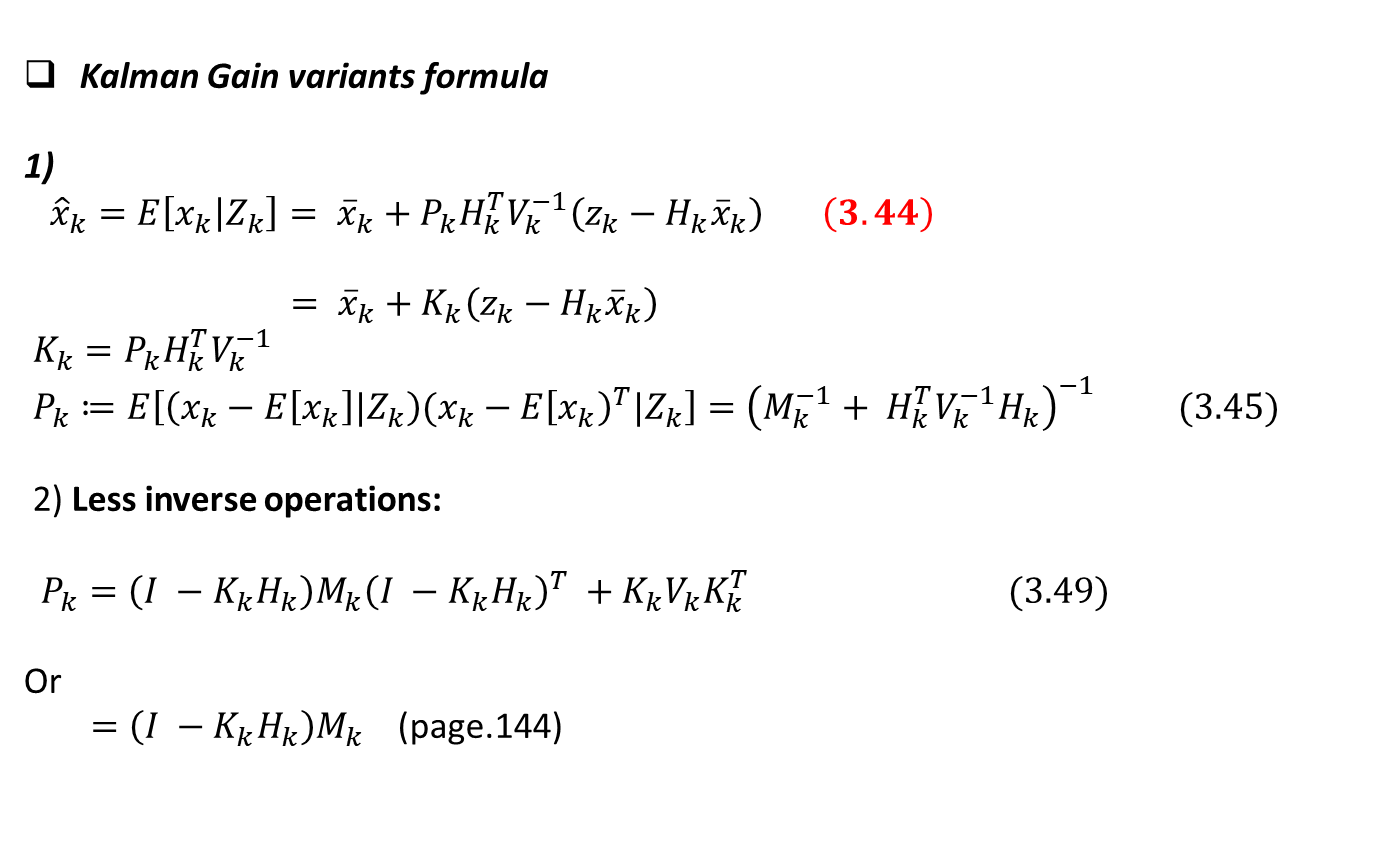 ❑ Kalman Gain variants formula
1)
x̂_k = E[x_k|Z_k] = x̄_k + P_k H_k^T V_k^{-1}(z_k − H_k x̄_k) (3.44)
= x̄_k + K_k(z_k − H_k x̄_k)
K_k = P_k H_k^T V_k^{-1}
P_k ≔ E[(x_k − E[x_k]|Z_k)(x_k − E[x_k)^T|Z_k] = (M_k^{-1} + H_k^T V_k^{-1} H_k)^{-1} (3.45)
2) Less inverse operations:
P_k = (I − K_k H_k)M_k(I − K_k H_k)^T + K_k V_k K_k^T (3.49)
Or
= (I − K_k H_k)M_k (page.144)